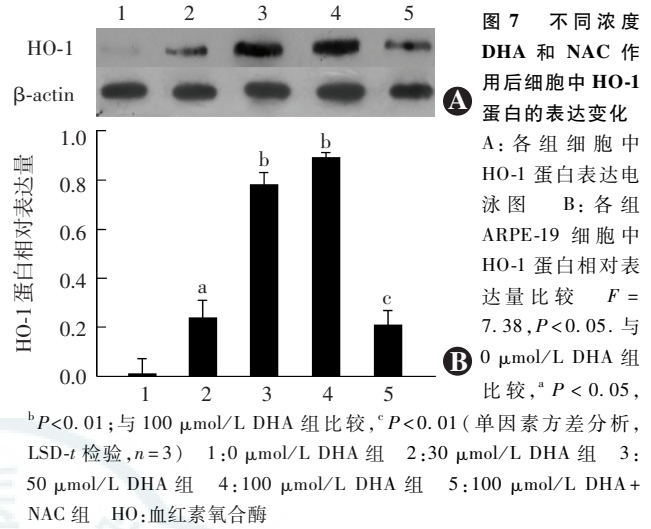 1 2 3 4 5
HO-1
β-actin
A
1.0
0.8
0.6
0.4
0.2
0.0
HO-1 蛋白相对表达量
a
b
b
c
1 2 3 4 5
B
图 7 不同浓度
DHA 和 NAC 作
用后细胞中 HO-1
蛋白的表达变化
A:各组细胞中
HO-1 蛋白表达电
泳图 B:各组
ARPE-19 细胞中
HO-1 蛋白相对表
达量比较 F =
7.38,P<0.05. 与
0 μmol/L DHA 组
比较,ᵃ P < 0.05,
ᵇP<0.01;与 100 μmol/L DHA 组比较,ᶜP<0.01(单因素方差分析,
LSD-t 检验,n=3) 1:0 μmol/L DHA 组 2:30 μmol/L DHA 组 3:
50 μmol/L DHA 组 4:100 μmol/L DHA 组 5:100 μmol/L DHA+
NAC 组 HO:血红素氧合酶